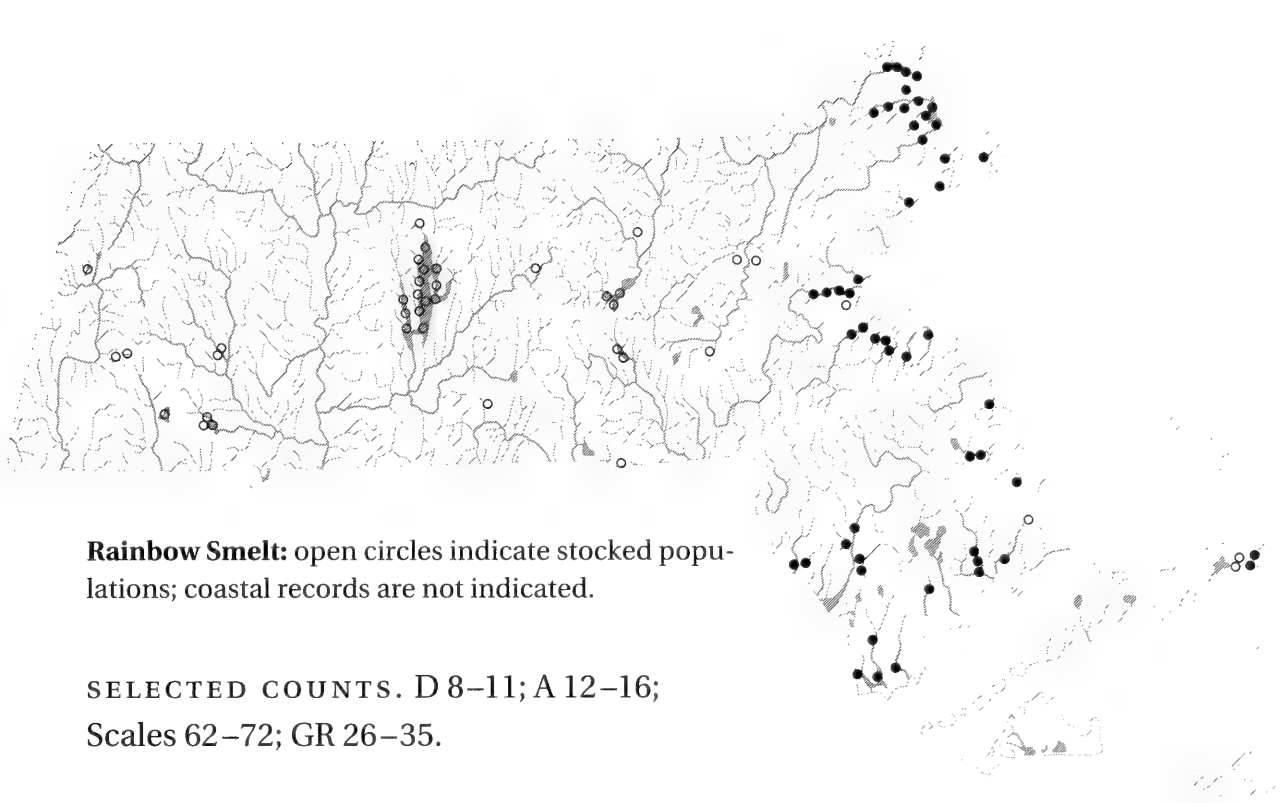 Rainbow Smelt: open circles indicate stocked popu-
lations; coastal records are not indicated.
SELECTED COUNTS. D 8–11; A 12–16;
Scales 62–72; GR 26–35.